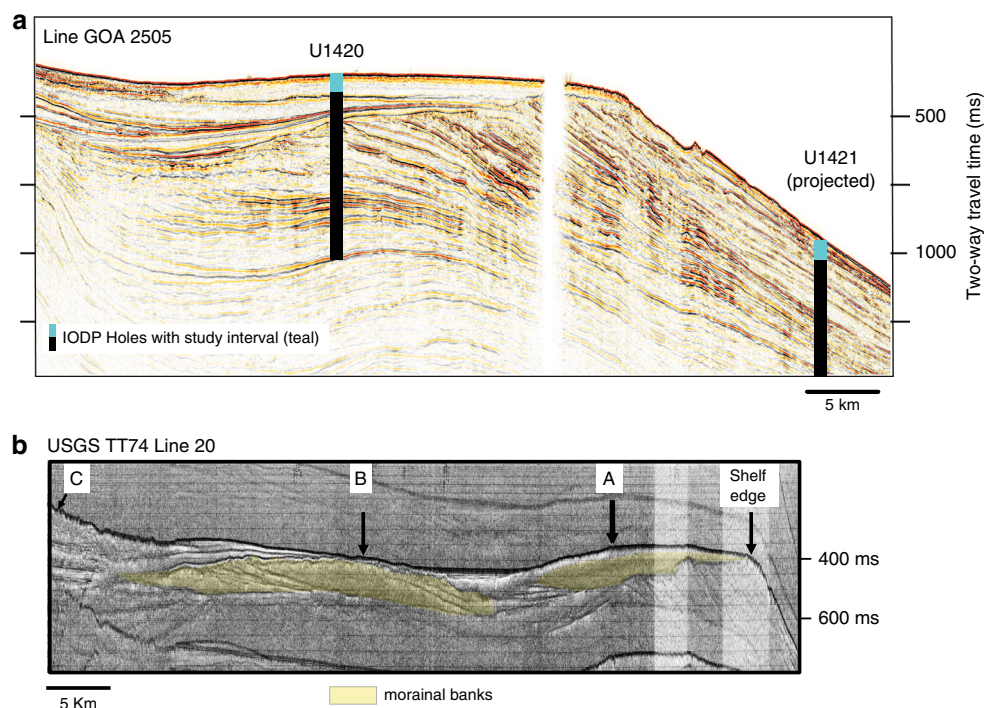 a
Line GOA 2505
U1420
500
U1421
(projected)
1000
Two-way travel time (ms)
IODP Holes with study interval (teal)
5 km
b
USGS TT74 Line 20
C
B
A
Shelf
edge
400 ms
600 ms
5 Km
morainal banks